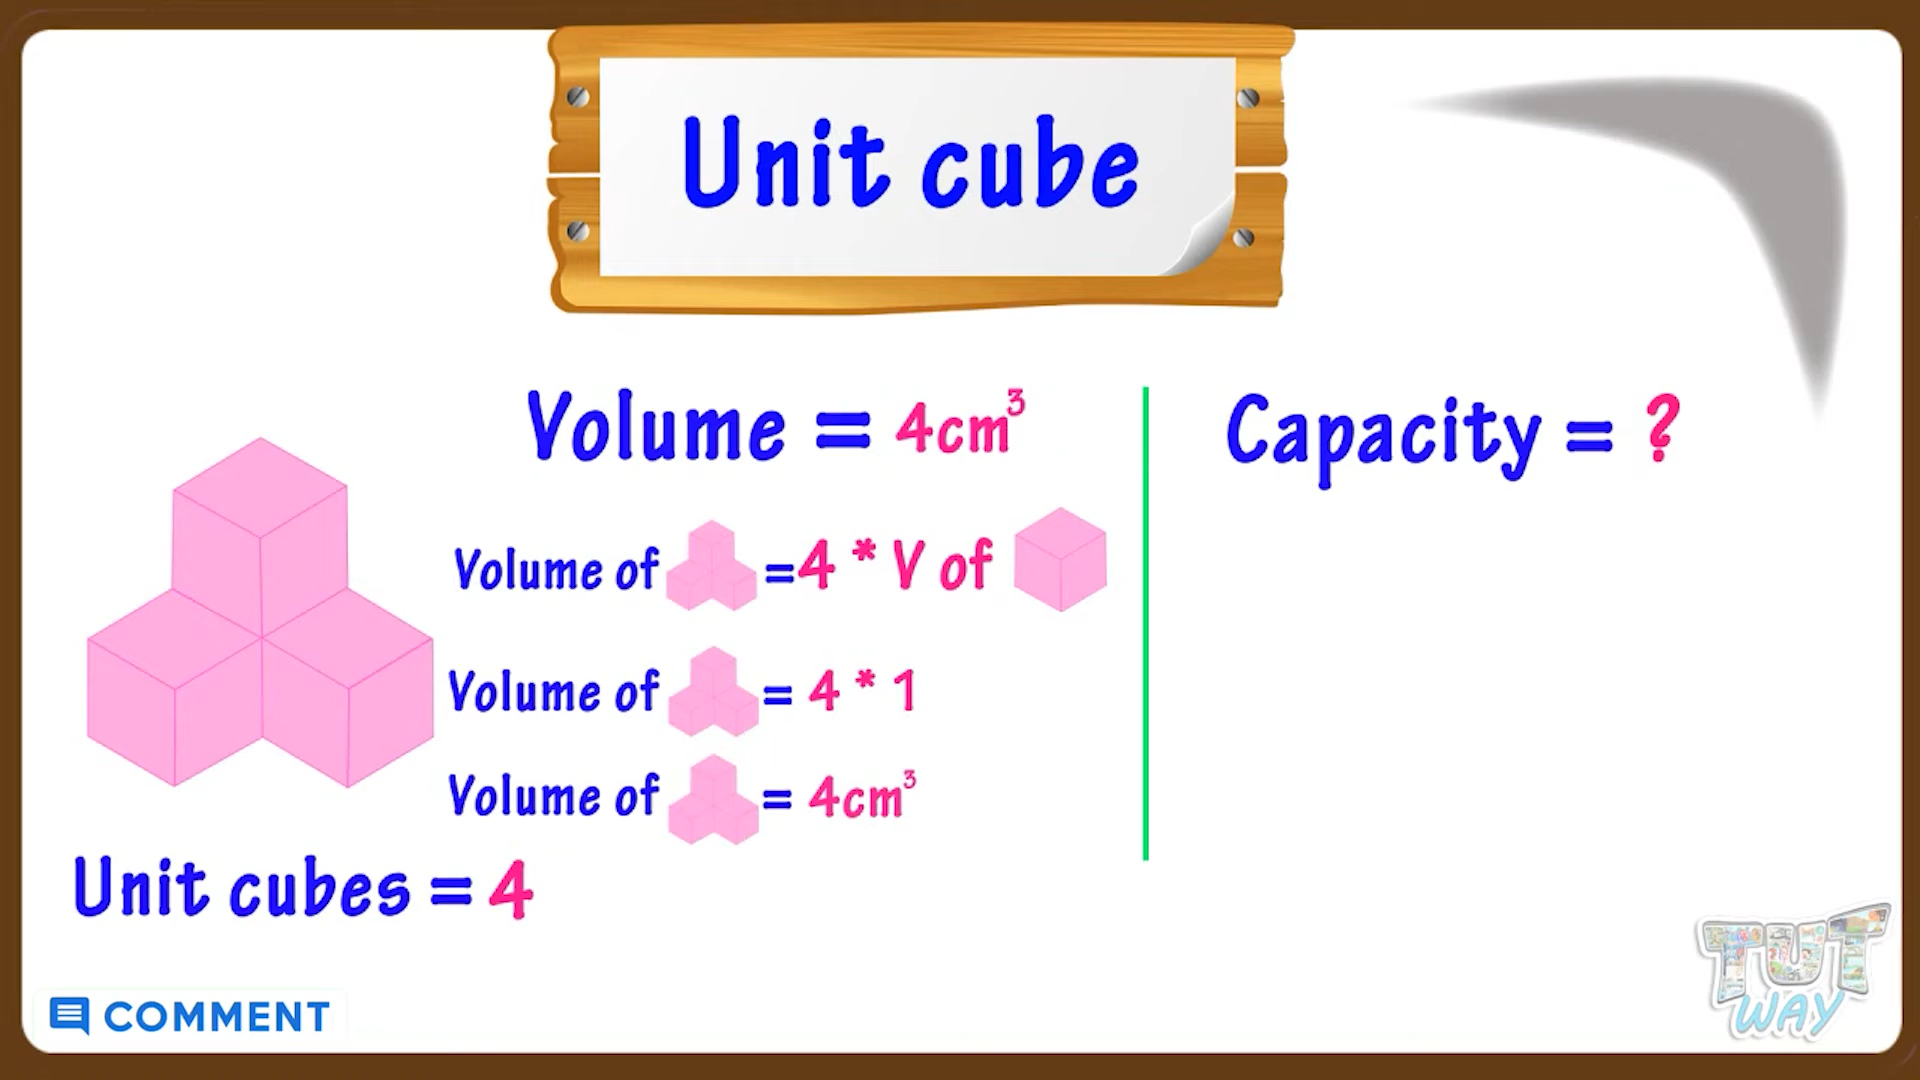 Unit cube
Volume = 4cm³
Capacity = ?
Volume of =4 * V of
Volume of = 4 * 1
Volume of = 4cm³
Unit cubes = 4
COMMENT
TUT
WAY